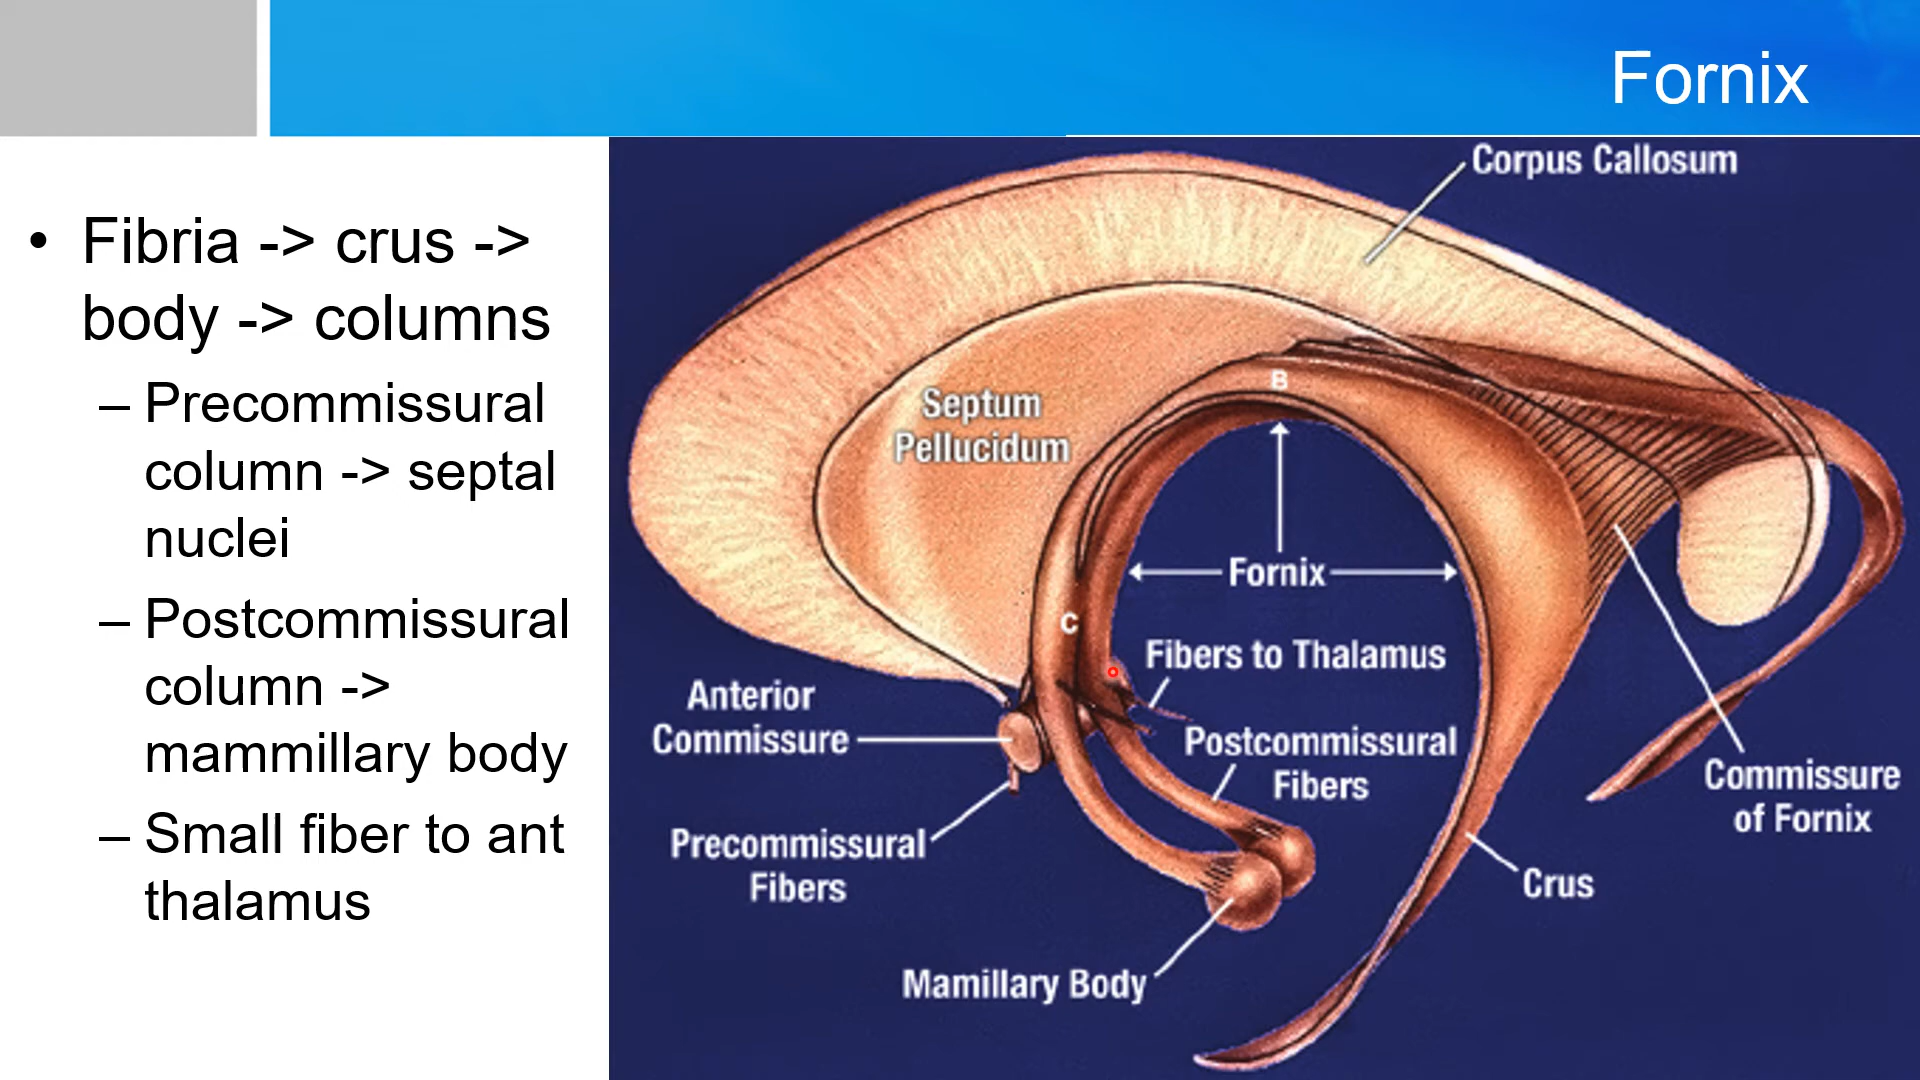 Fornix
• Fibria -> crus ->
body -> columns
– Precommissural
column -> septal
nuclei
– Postcommissural
column ->
mammillary body
– Small fiber to ant
thalamus
Corpus Callosum
Septum
Pellucidum
B
Fornix
C
Fibers to Thalamus
Anterior
Commissure
Postcommissural
Fibers
Precommissural
Fibers
Commissure
of Fornix
Crus
Mamillary Body